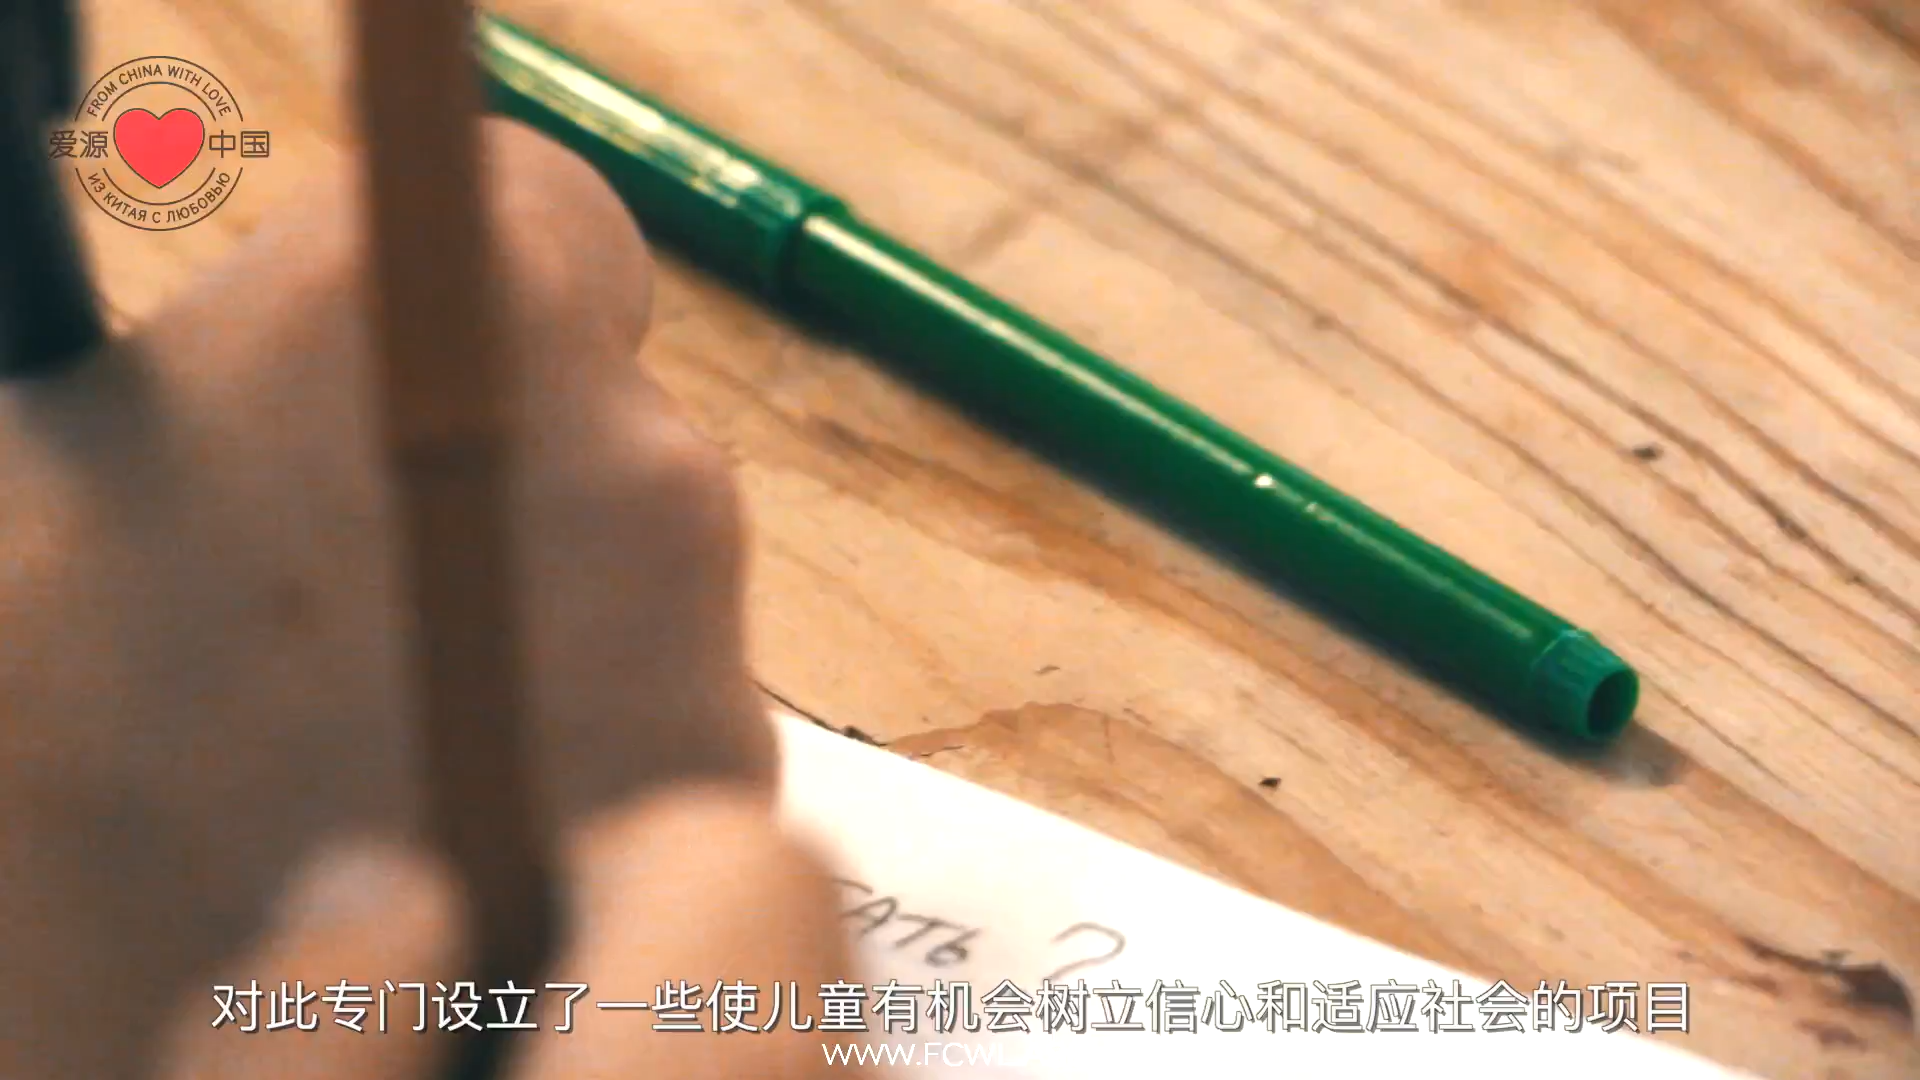 FROM CHINA WITH LOVE
爱源 中国
ИЗ КИТАЯ С ЛЮБОВЬЮ
ТАТЬ ?
对此专门设立了一些使儿童有机会树立信心和适应社会的项目